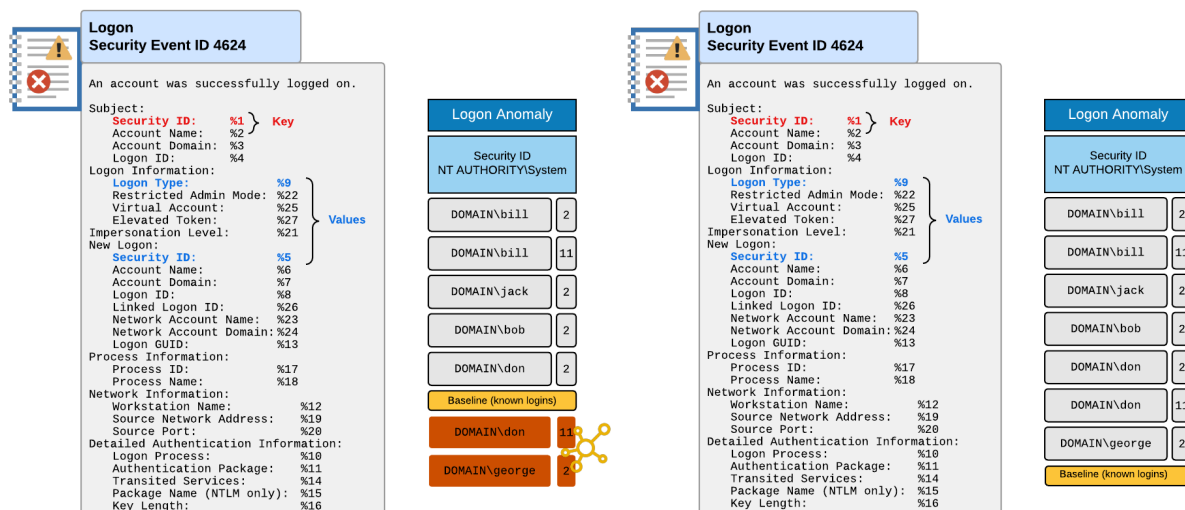 Logon
Security Event ID 4624
An account was successfully logged on.
Subject:
Security ID: %1
Account Name: %2
Key
Account Domain: %3
Logon ID: %4
Logon Information:
Logon Type: %9
Restricted Admin Mode: %22
Virtual Account: %25
Elevated Token: %27
Values
Impersonation Level: %21
New Logon:
Security ID: %5
Account Name: %6
Account Domain: %7
Logon ID: %8
Linked Logon ID: %26
Network Account Name: %23
Network Account Domain: %24
Logon GUID: %13
Process Information:
Process ID: %17
Process Name: %18
Network Information:
Workstation Name: %12
Source Network Address: %19
Source Port: %20
Detailed Authentication Information:
Logon Process: %10
Authentication Package: %11
Transited Services: %14
Package Name (NTLM only): %15
Key Length: %16
Logon Anomaly
Security ID
NT AUTHORITY\System
DOMAIN\bill 2
DOMAIN\bill 11
DOMAIN\jack 2
DOMAIN\bob 2
DOMAIN\don 2
Baseline (known logins)
DOMAIN\don 11
DOMAIN\george 2
Logon
Security Event ID 4624
An account was successfully logged on.
Subject:
Security ID: %1
Account Name: %2
Key
Account Domain: %3
Logon ID: %4
Logon Information:
Logon Type: %9
Restricted Admin Mode: %22
Virtual Account: %25
Elevated Token: %27
Values
Impersonation Level: %21
New Logon:
Security ID: %5
Account Name: %6
Account Domain: %7
Logon ID: %8
Linked Logon ID: %26
Network Account Name: %23
Network Account Domain: %24
Logon GUID: %13
Process Information:
Process ID: %17
Process Name: %18
Network Information:
Workstation Name: %12
Source Network Address: %19
Source Port: %20
Detailed Authentication Information:
Logon Process: %10
Authentication Package: %11
Transited Services: %14
Package Name (NTLM only): %15
Key Length: %16
Logon Anomaly
Security ID
NT AUTHORITY\System
DOMAIN\bill 2
DOMAIN\bill 11
DOMAIN\jack 2
DOMAIN\bob 2
DOMAIN\don 2
DOMAIN\don 11
DOMAIN\george 2
Baseline (known logins)